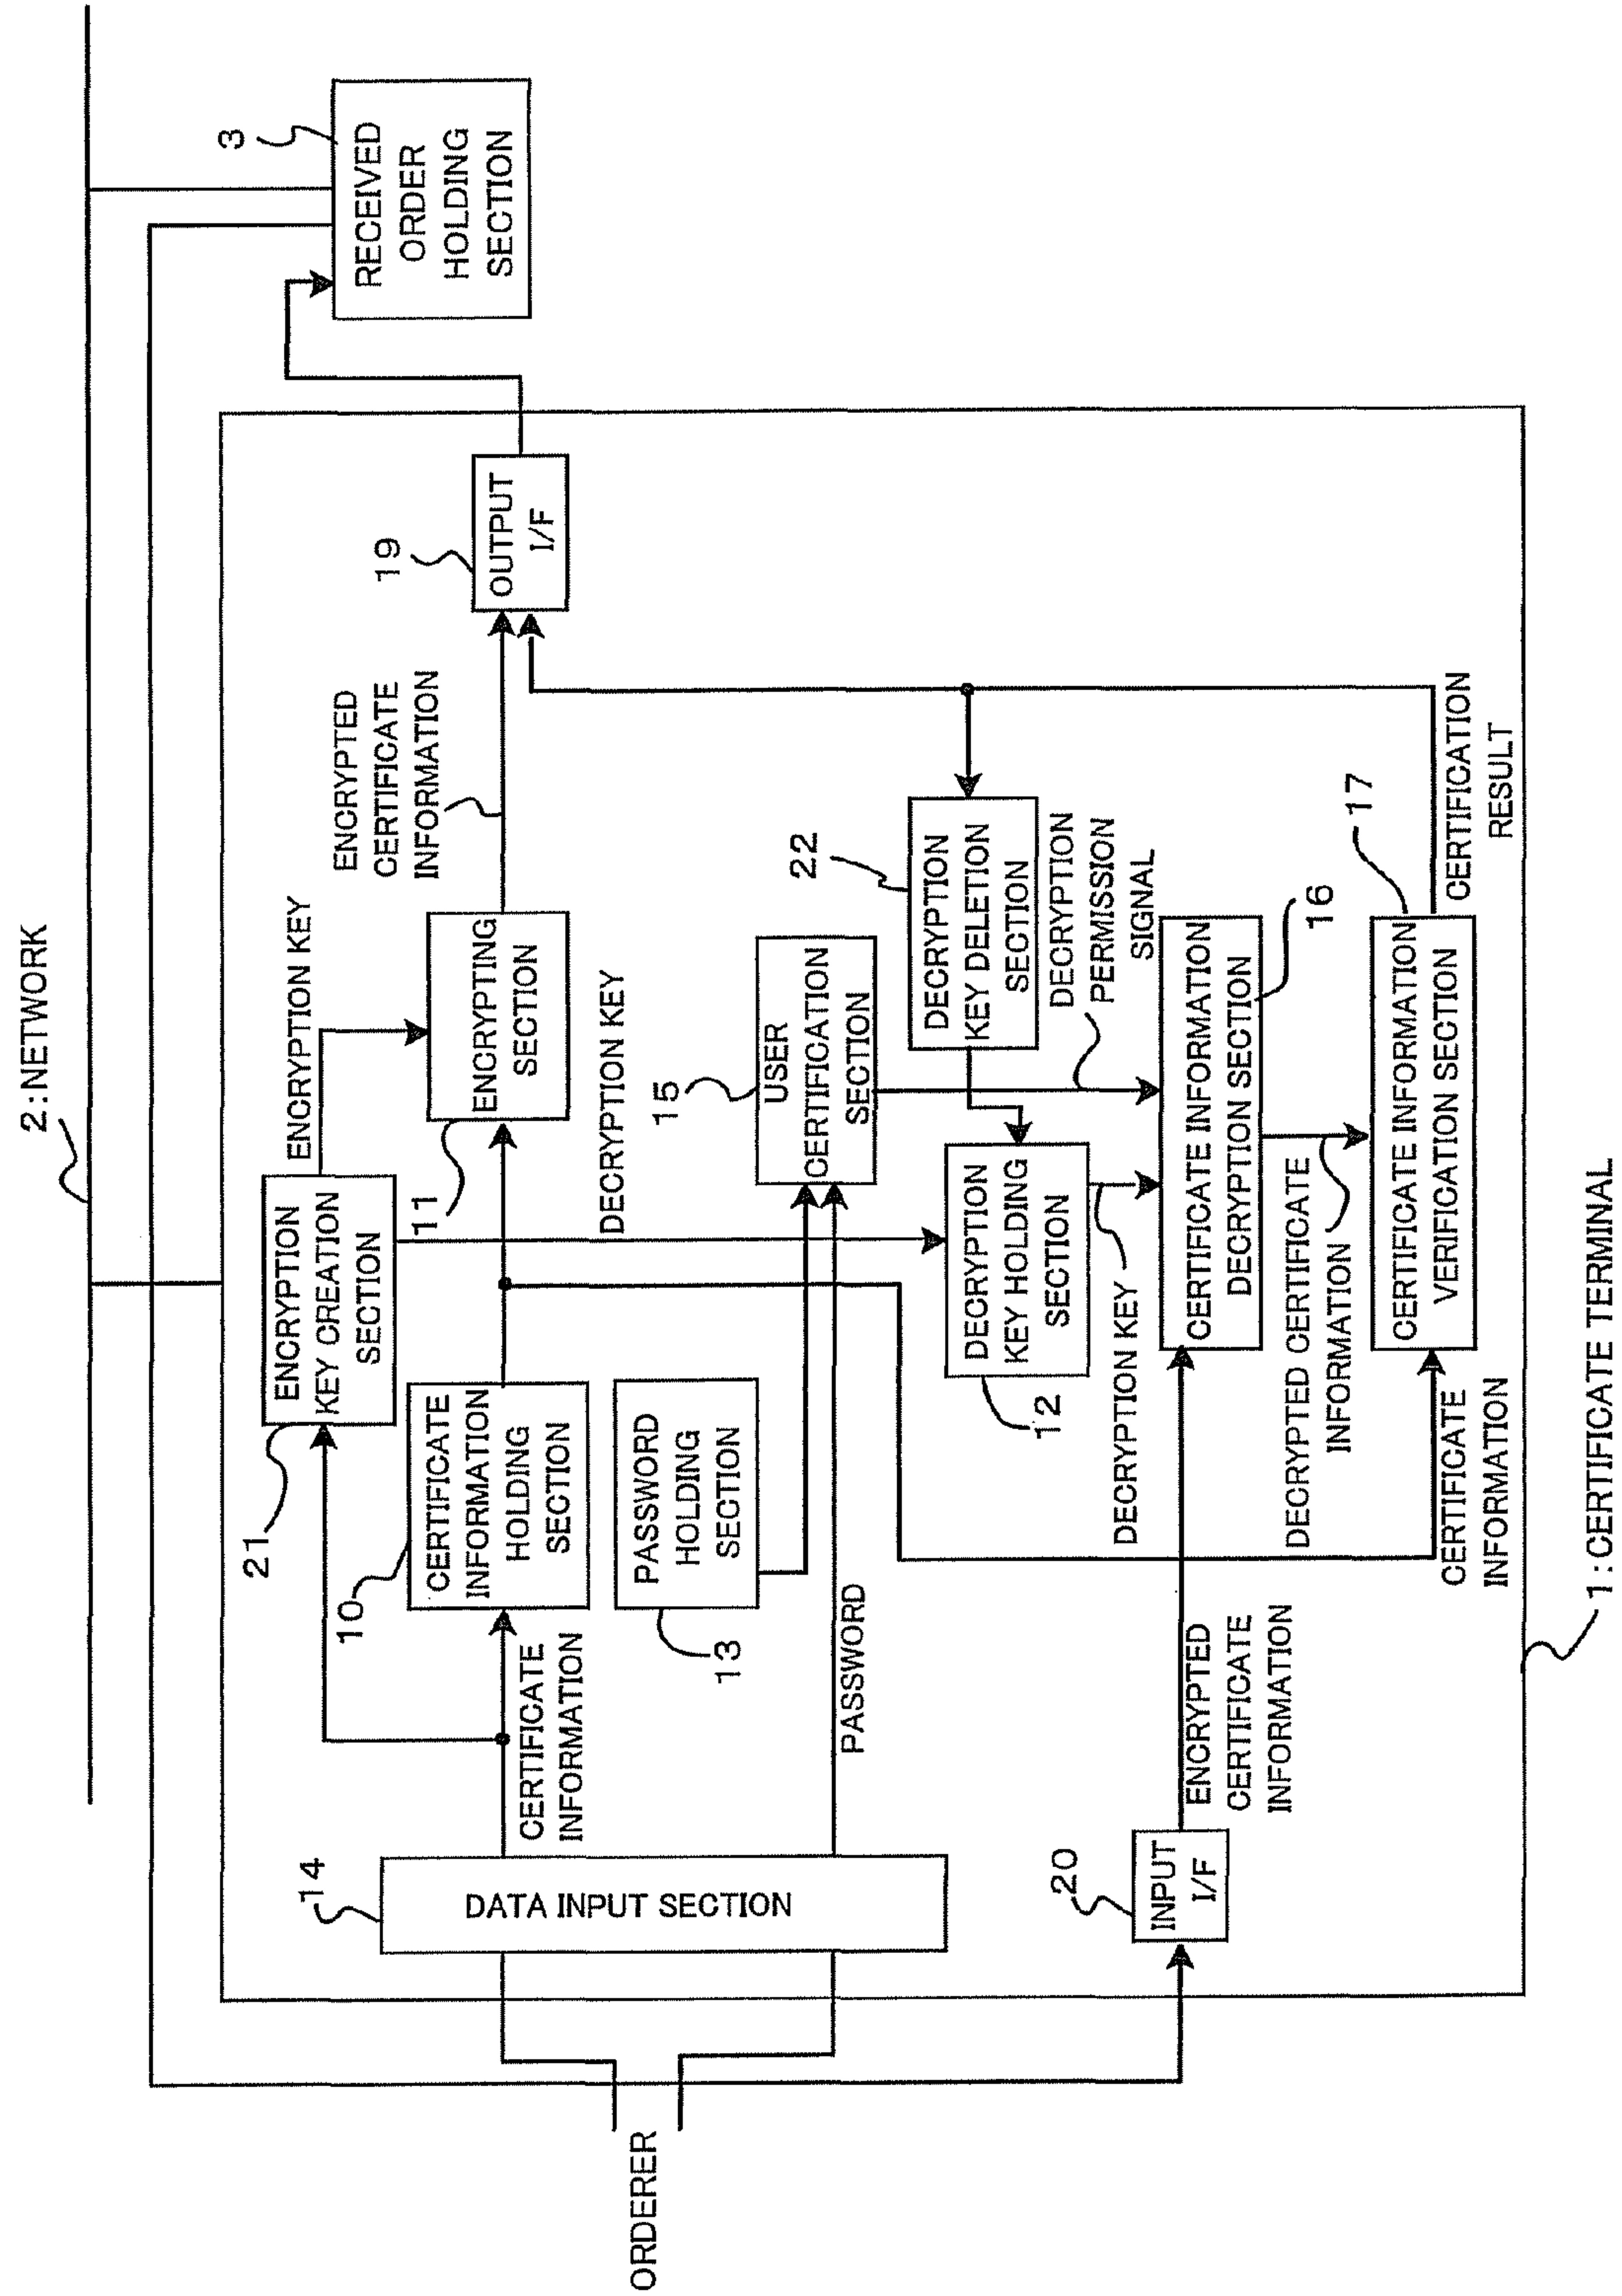 2:NETWORK
3
RECEIVED
ORDER
HOLDING
SECTION
21
ENCRYPTION
KEY CREATION
SECTION
ENCRYPTION KEY
ENCRYPTED
CERTIFICATE
INFORMATION
19
OUTPUT
I/F
14
DATA INPUT SECTION
CERTIFICATE
INFORMATION
10
CERTIFICATE
INFORMATION
HOLDING
SECTION
11
ENCRYPTING
SECTION
DECRYPTION KEY
13
PASSWORD
HOLDING
SECTION
15
USER
CERTIFICATION
SECTION
PASSWORD
ORDERER
22
DECRYPTION
KEY DELETION
SECTION
12
DECRYPTION
KEY HOLDING
SECTION
DECRYPTION
PERMISSION
SIGNAL
DECRYPTION KEY
20
INPUT
I/F
ENCRYPTED
CERTIFICATE
INFORMATION
CERTIFICATE INFORMATION
DECRYPTION SECTION
16
DECRYPTED CERTIFICATE
INFORMATION
17
CERTIFICATE INFORMATION
VERIFICATION SECTION
CERTIFICATE
INFORMATION
CERTIFICATION
RESULT
1:CERTIFICATE TERMINAL